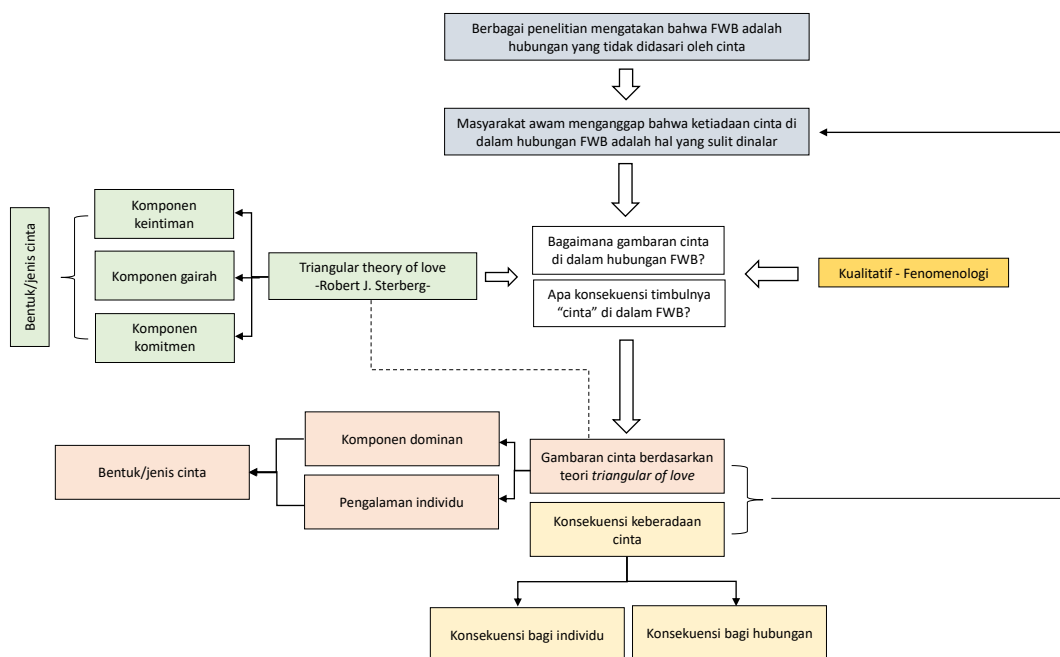 Berbagai penelitian mengatakan bahwa FWB adalah
hubungan yang tidak didasari oleh cinta
Masyarakat awam menganggap bahwa ketiadaan cinta di
dalam hubungan FWB adalah hal yang sulit dinalar
Bentuk/jenis cinta
Komponen
keintiman
Komponen gairah
Komponen
komitmen
Triangular theory of love
-Robert J. Sterberg-
Bagaimana gambaran cinta
di dalam hubungan FWB?
Apa konsekuensi timbulnya
“cinta” di dalam FWB?
Kualitatif - Fenomenologi
Komponen dominan
Bentuk/jenis cinta
Pengalaman individu
Gambaran cinta berdasarkan
teori triangular of love
Konsekuensi keberadaan
cinta
Konsekuensi bagi individu
Konsekuensi bagi hubungan